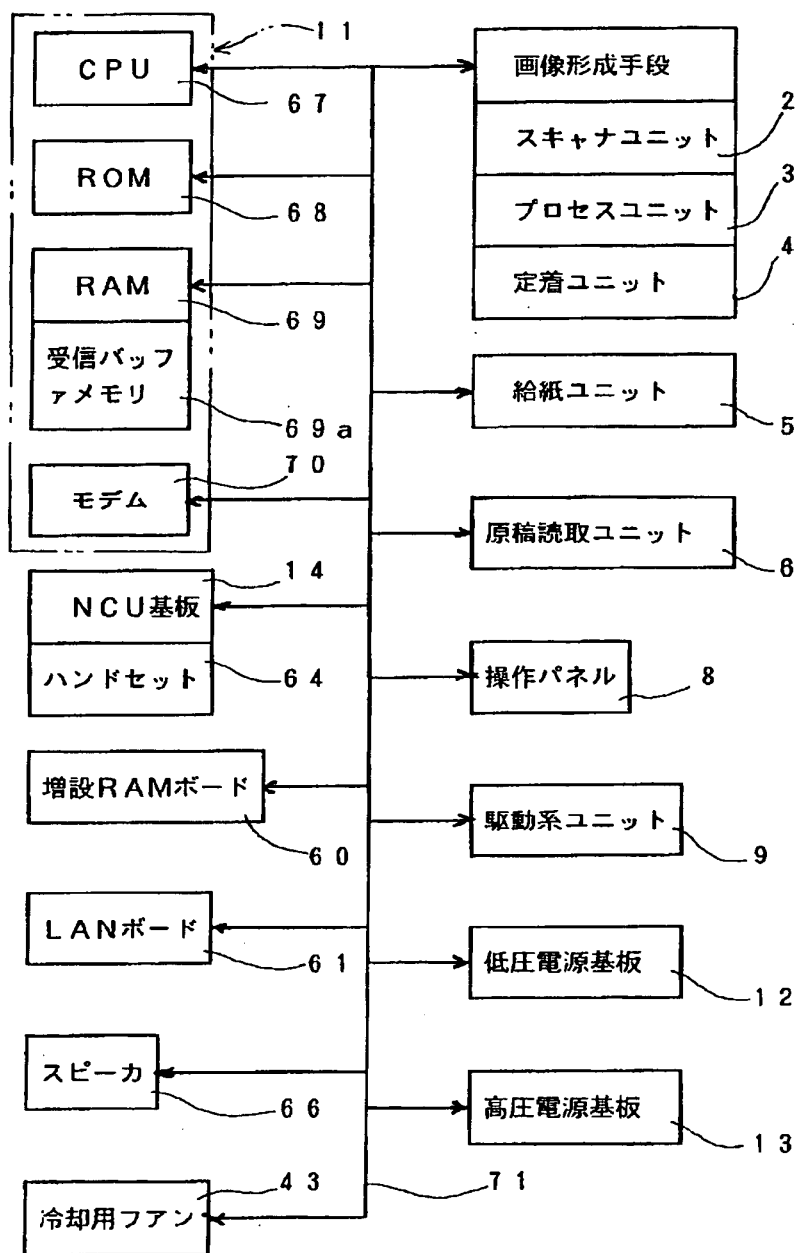 11
CPU
67
ROM
68
RAM
69
受信バッフ
ァメモリ
69a
70
モデム
14
NCU基板
ハンドセット
64
増設RAMボード
60
LANボード
61
スピーカ
66
43
冷却用フアン
71
画像形成手段
2
スキャナユニット
3
プロセスユニット
4
定着ユニット
給紙ユニット
5
原稿読取ユニット
6
操作パネル
8
駆動系ユニット
9
低圧電源基板
12
高圧電源基板
13